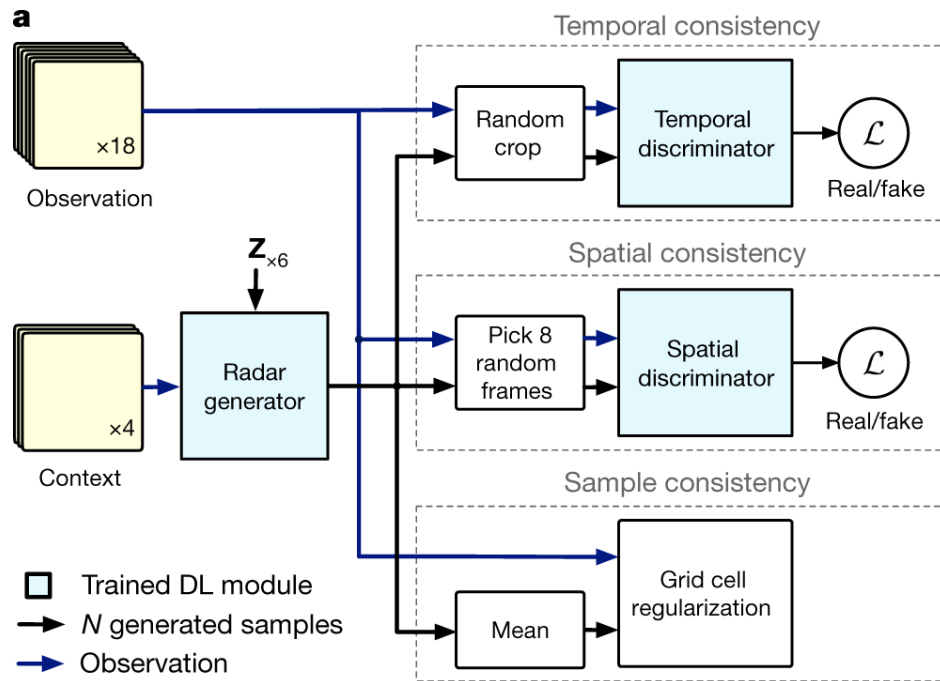 a
Temporal consistency
×18
Observation
Random
crop
Temporal
discriminator
ℒ
Real/fake
Z×6
Spatial consistency
×4
Context
Radar
generator
Pick 8
random
frames
Spatial
discriminator
ℒ
Real/fake
Sample consistency
Mean
Grid cell
regularization
Trained DL module
N generated samples
Observation